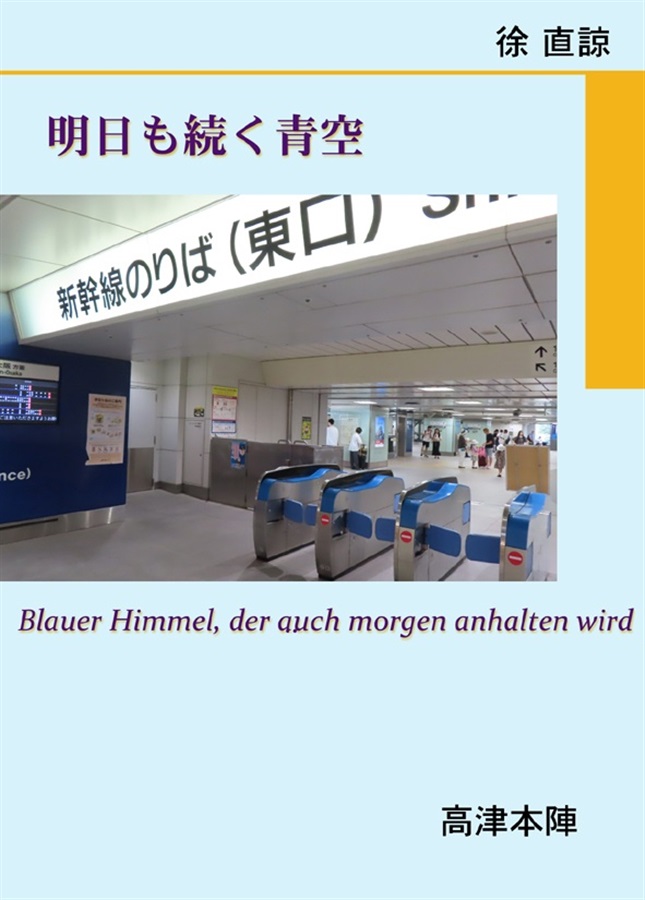 徐 直諒
明日も続く青空
新幹線のりば(東口)
nce)
Blauer Himmel, der auch morgen anhalten wird
高津本陣